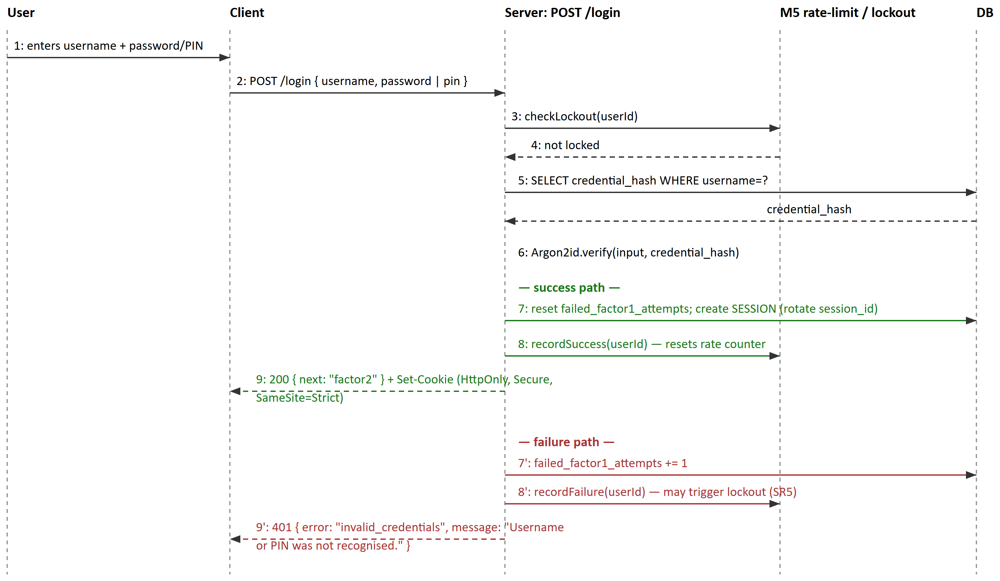 User
Client
Server: POST /login
M5 rate-limit / lockout
DB
1: enters username + password/PIN
2: POST /login { username, password | pin }
3: checkLockout(userId)
4: not locked
5: SELECT credential_hash WHERE username=?
credential_hash
6: Argon2id.verify(input, credential_hash)
— success path —
7: reset failed_factor1_attempts; create SESSION (rotate session_id)
8: recordSuccess(userId) — resets rate counter
9: 200 { next: "factor2" } + Set-Cookie (HttpOnly, Secure,
SameSite=Strict)
— failure path —
7': failed_factor1_attempts += 1
8': recordFailure(userId) — may trigger lockout (SR5)
9': 401 { error: "invalid_credentials", message: "Username
or PIN was not recognised." }